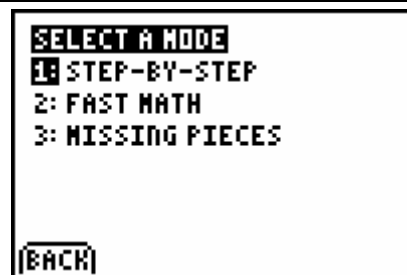 SELECT A MODE
1: STEP-BY-STEP
2: FAST MATH
3: MISSING PIECES
BACK